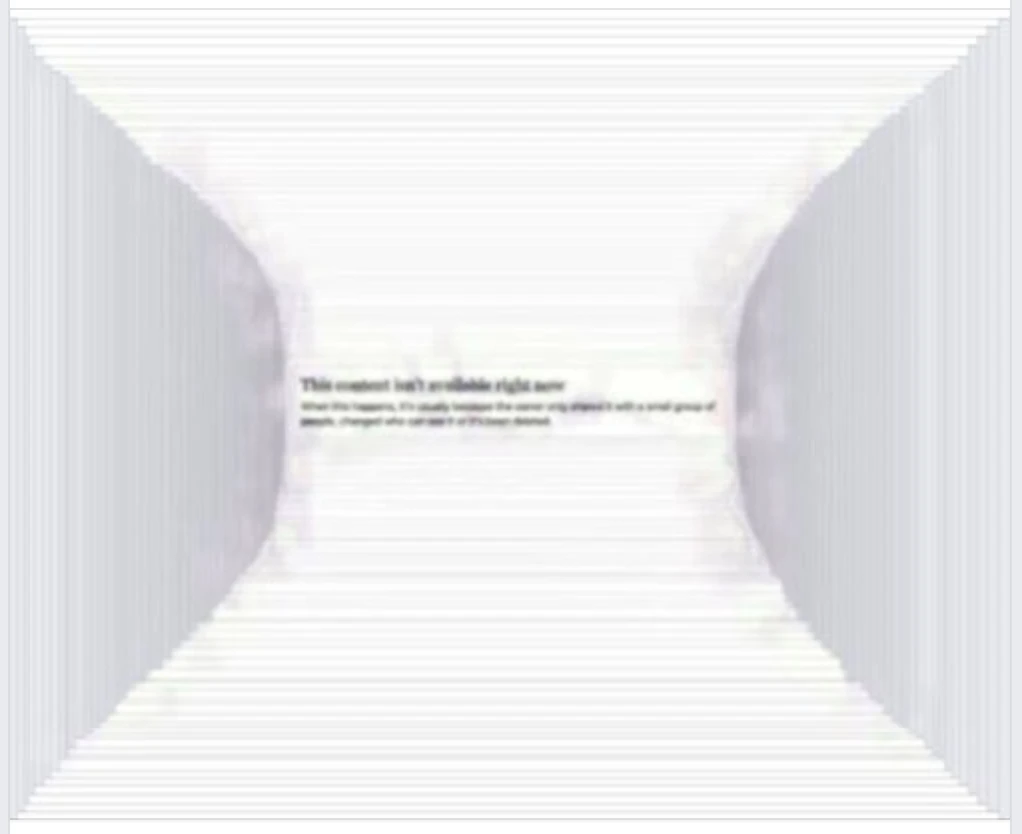 This content isn't available right now
When this happens, it's usually because the owner only shared it with a small group of
people, changed who can see it or it's been deleted.